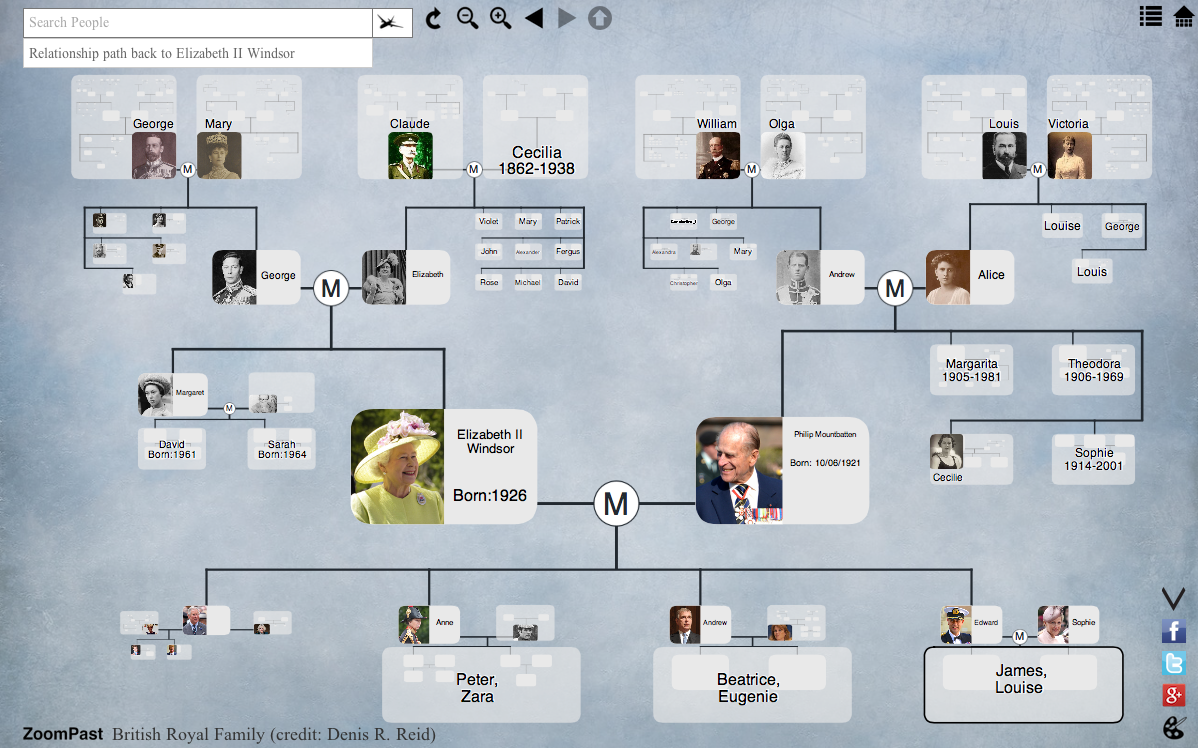 Search People
Relationship path back to Elizabeth II Windsor
George
Mary
Claude
Cecilia
1862-1938
William
Olga
Louis
Victoria
M
M
M
M
Violet
Mary
Patrick
John
Alexander
Fergus
Rose
Michael
David
George
Alexandra
Mary
Christopher
Olga
Louise
George
Louis
George
M
Elizabeth
Andrew
M
Alice
Margaret
M
David
Born:1961
Sarah
Born:1964
Margarita
1905-1981
Theodora
1906-1969
Cecilie
Sophie
1914-2001
Elizabeth II
Windsor
Born:1926
M
Philip Mountbatten
Born: 10/06/1921
Anne
Andrew
Edward
M
Sophie
Peter,
Zara
Beatrice,
Eugenie
James,
Louise
ZoomPast British Royal Family (credit: Denis R. Reid)